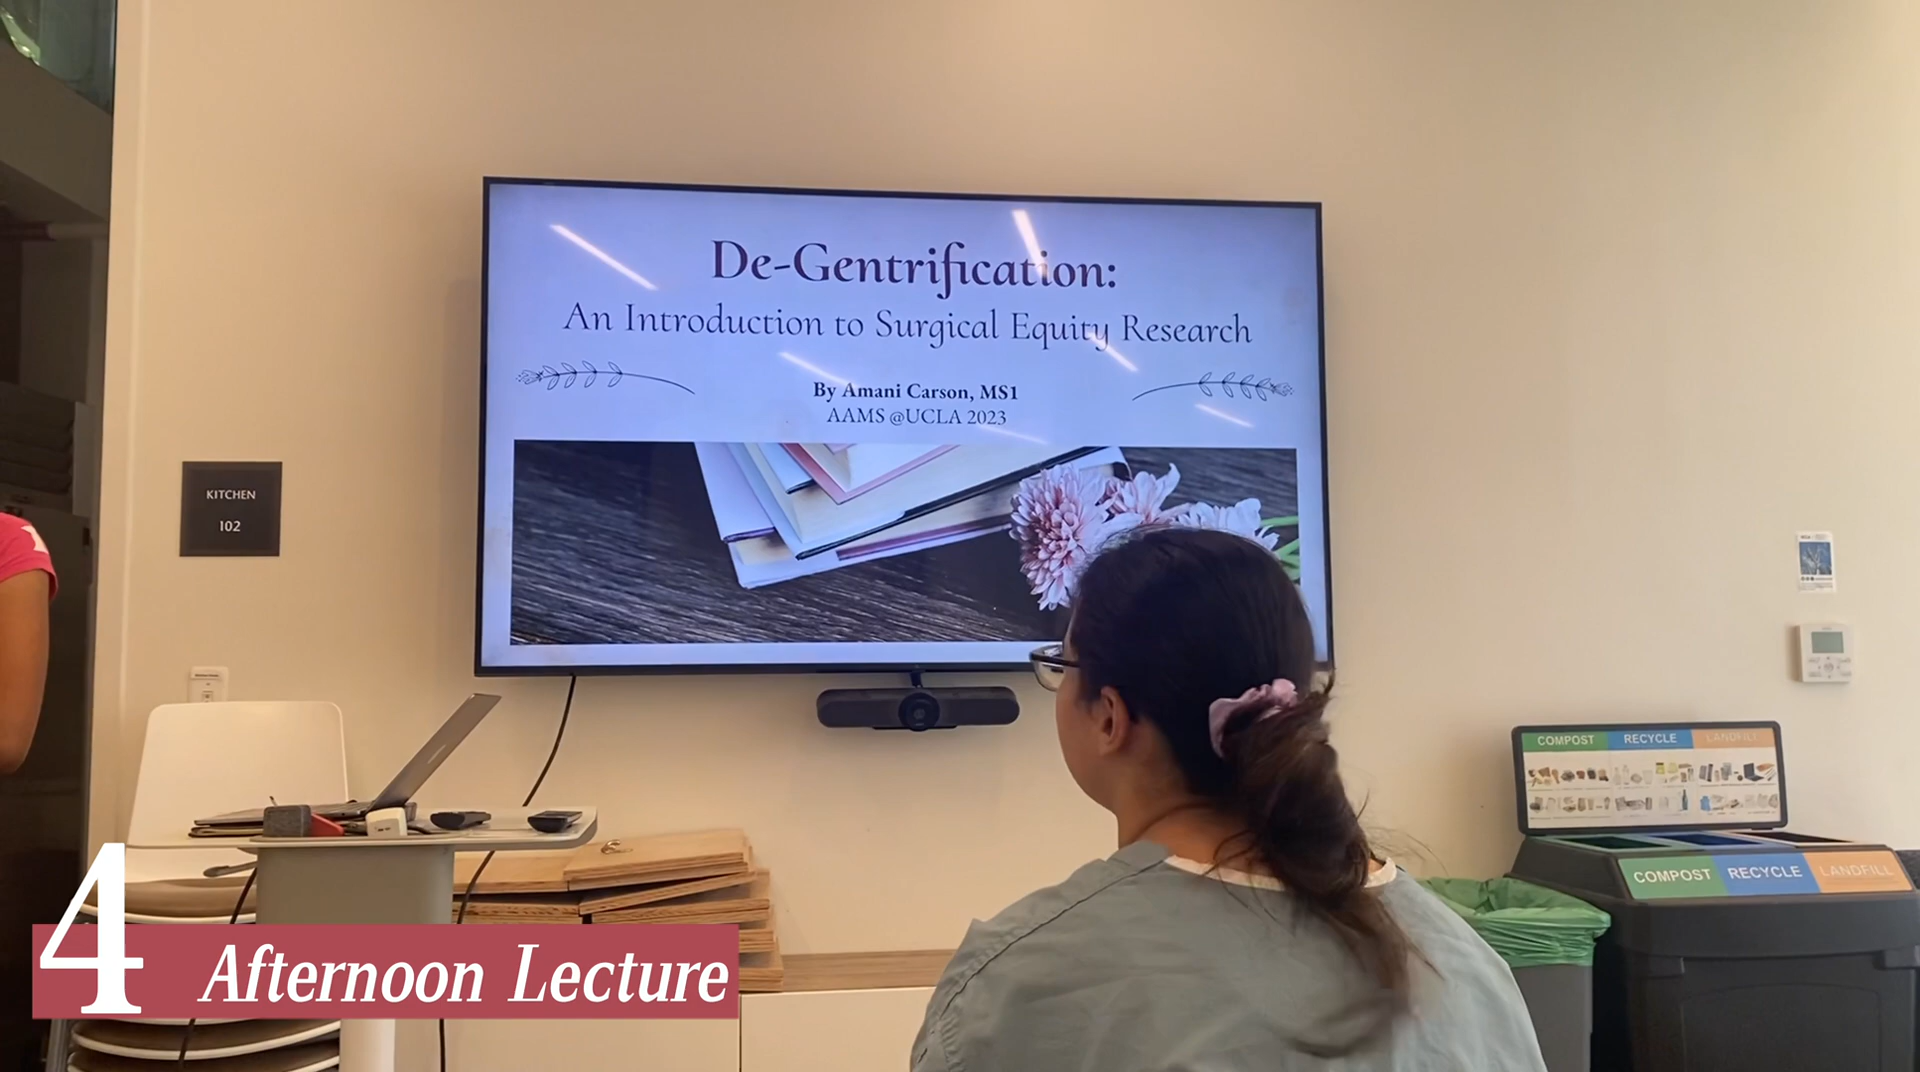 De-Gentrification:
An Introduction to Surgical Equity Research
By Amani Carson, MS1
AAMS @UCLA 2023
KITCHEN
102
COMPOST RECYCLE LANDFILL
COMPOST RECYCLE LANDFILL
4 Afternoon Lecture